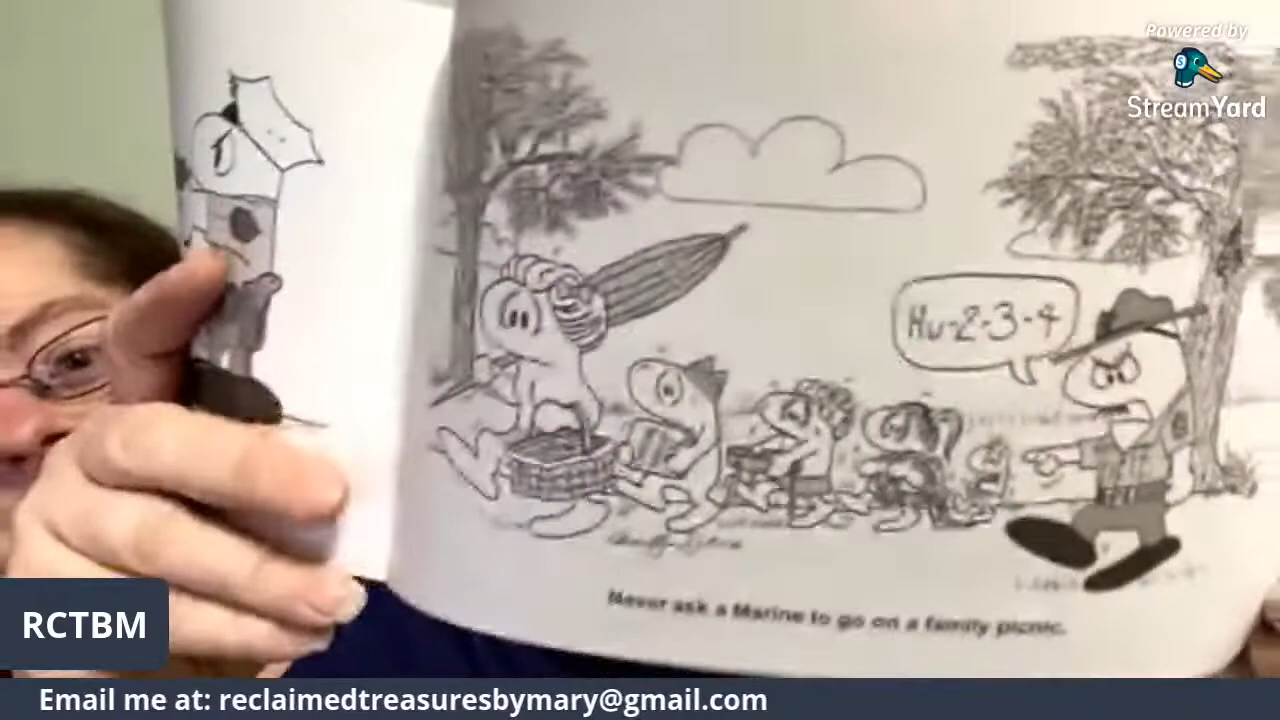 Powered by
StreamYard
Hu-2-3-4
Never ask a Marine to go on a family picnic.
RCTBM
Email me at: reclaimedtreasuresbymary@gmail.com